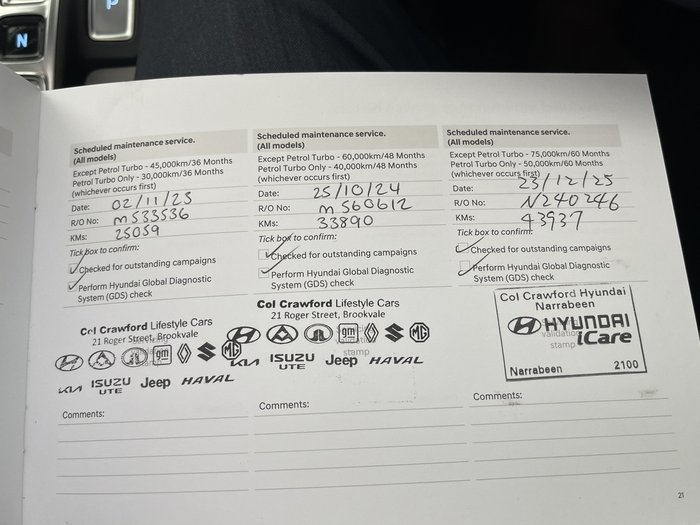 P
N
Scheduled maintenance service.
(All models)
Except Petrol Turbo - 45,000km/36 Months
Petrol Turbo Only - 30,000km/36 Months
(whichever occurs first)
Date: 02/11/23
R/O No: M533536
KMs: 25059
Tick box to confirm:
Checked for outstanding campaigns
Perform Hyundai Global Diagnostic
System (GDS) check
Col Crawford Lifestyle Cars
21 Roger Street, Brookvale
gm
MG
KIA ISUZU UTE Jeep HAVAL
Comments:
Scheduled maintenance service.
(All models)
Except Petrol Turbo - 60,000km/48 Months
Petrol Turbo Only - 40,000km/48 Months
(whichever occurs first)
Date: 25/10/24
R/O No: M560612
KMs: 33890
Tick box to confirm:
Checked for outstanding campaigns
Perform Hyundai Global Diagnostic
System (GDS) check
Col Crawford Lifestyle Cars
21 Roger Street, Brookvale
gm
MG
stamp
KIA ISUZU UTE Jeep HAVAL
Comments:
Scheduled maintenance service.
(All models)
Except Petrol Turbo - 75,000km/60 Months
Petrol Turbo Only - 50,000km/60 Months
(whichever occurs first)
Date: 23/12/25
R/O No: N240246
KMs: 43937
Tick box to confirm:
Checked for outstanding campaigns
Perform Hyundai Global Diagnostic
System (GDS) check
Col Crawford Hyundai
Narrabeen
HYUNDAI
validation
stamp iCare
Narrabeen 2100
Comments:
21